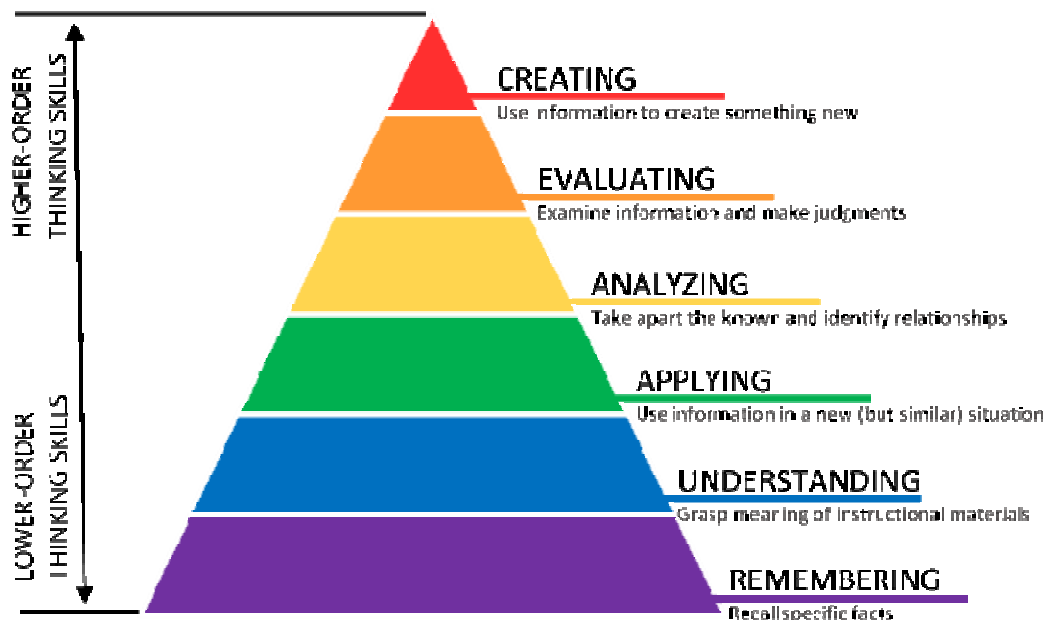 HIGHER-ORDER
THINKING SKILLS
LOWER-ORDER
THINKING SKILLS
CREATING
Use information to create something new
EVALUATING
Examine information and make judgments
ANALYZING
Take apart the known and identify relationships
APPLYING
Use information in a new (but similar) situation
UNDERSTANDING
Grasp meaning of instructional materials
REMEMBERING
Recall specific facts